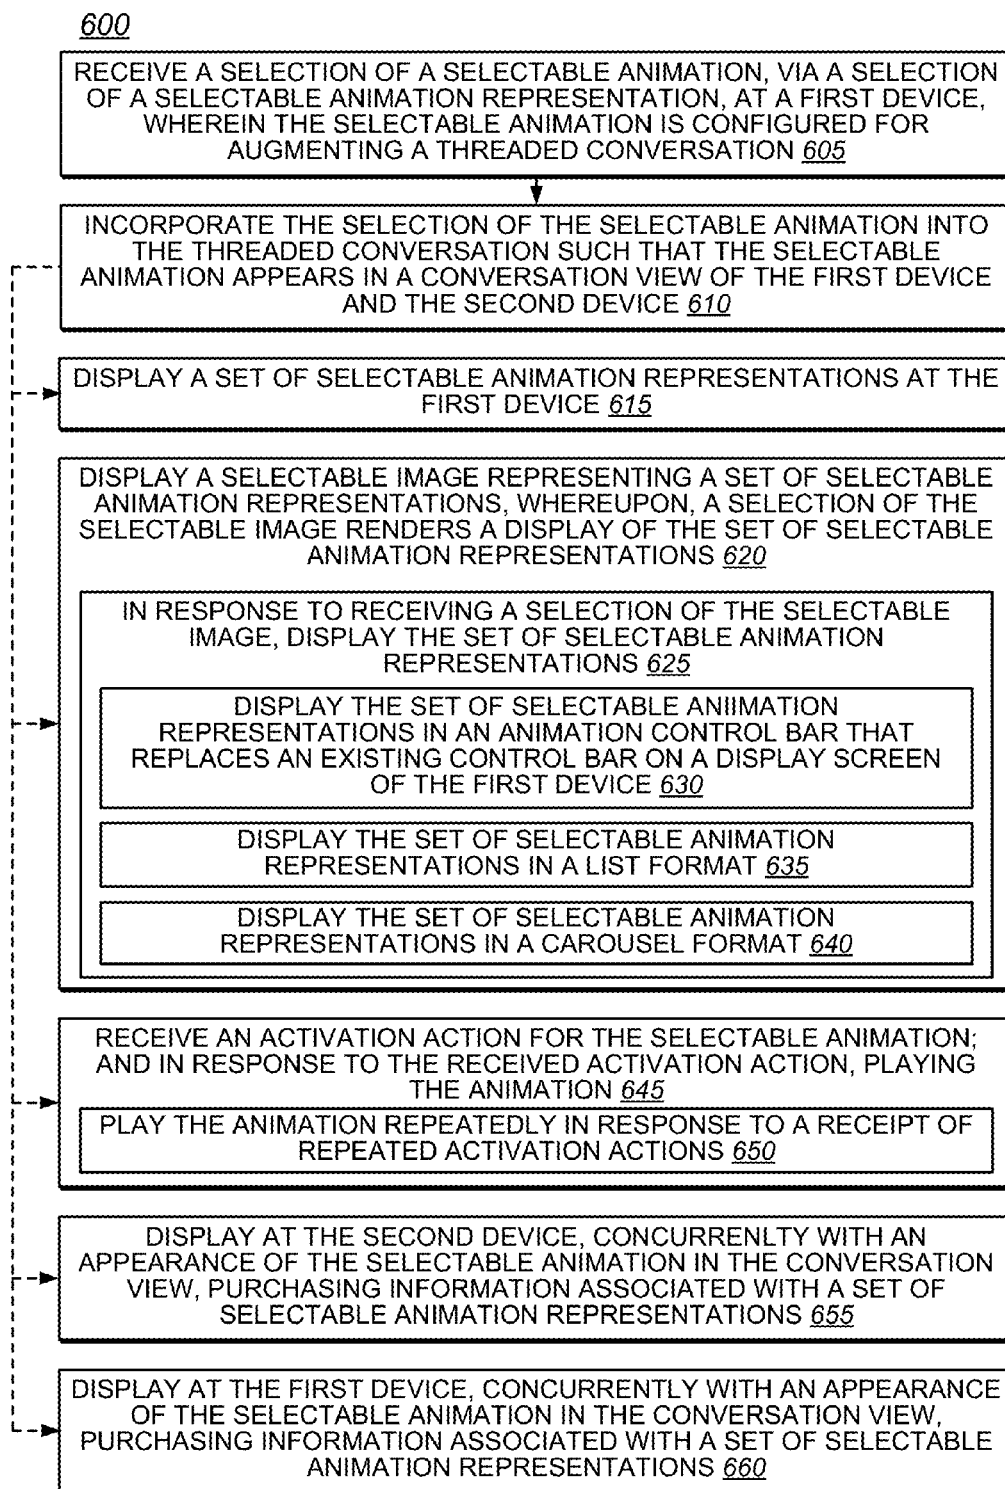 600
RECEIVE A SELECTION OF A SELECTABLE ANIMATION, VIA A SELECTION
OF A SELECTABLE ANIMATION REPRESENTATION, AT A FIRST DEVICE,
WHEREIN THE SELECTABLE ANIMATION IS CONFIGURED FOR
AUGMENTING A THREADED CONVERSATION 605
INCORPORATE THE SELECTION OF THE SELECTABLE ANIMATION INTO
THE THREADED CONVERSATION SUCH THAT THE SELECTABLE
ANIMATION APPEARS IN A CONVERSATION VIEW OF THE FIRST DEVICE
AND THE SECOND DEVICE 610
DISPLAY A SET OF SELECTABLE ANIMATION REPRESENTATIONS AT THE
FIRST DEVICE 615
DISPLAY A SELECTABLE IMAGE REPRESENTING A SET OF SELECTABLE
ANIMATION REPRESENTATIONS, WHEREUPON, A SELECTION OF THE
SELECTABLE IMAGE RENDERS A DISPLAY OF THE SET OF SELECTABLE
ANIMATION REPRESENTATIONS 620
IN RESPONSE TO RECEIVING A SELECTION OF THE SELECTABLE
IMAGE, DISPLAY THE SET OF SELECTABLE ANIMATION
REPRESENTATIONS 625
DISPLAY THE SET OF SELECTABLE ANIIMATION
REPRESENTATIONS IN AN ANIMATION CONTROL BAR THAT
REPLACES AN EXISTING CONTROL BAR ON A DISPLAY SCREEN
OF THE FIRST DEVICE 630
DISPLAY THE SET OF SELECTABLE ANIMATION
REPRESENTATIONS IN A LIST FORMAT 635
DISPLAY THE SET OF SELECTABLE ANIMATION
REPRESENTATIONS IN A CAROUSEL FORMAT 640
RECEIVE AN ACTIVATION ACTION FOR THE SELECTABLE ANIMATION;
AND IN RESPONSE TO THE RECEIVED ACTIVATION ACTION, PLAYING
THE ANIMATION 645
PLAY THE ANIMATION REPEATEDLY IN RESPONSE TO A RECEIPT OF
REPEATED ACTIVATION ACTIONS 650
DISPLAY AT THE SECOND DEVICE, CONCURRENLTY WITH AN
APPEARANCE OF THE SELECTABLE ANIMATION IN THE CONVERSATION
VIEW, PURCHASING INFORMATION ASSOCIATED WITH A SET OF
SELECTABLE ANIMATION REPRESENTATIONS 655
DISPLAY AT THE FIRST DEVICE, CONCURRENTLY WITH AN APPEARANCE
OF THE SELECTABLE ANIMATION IN THE CONVERSATION VIEW,
PURCHASING INFORMATION ASSOCIATED WITH A SET OF SELECTABLE
ANIMATION REPRESENTATIONS 660